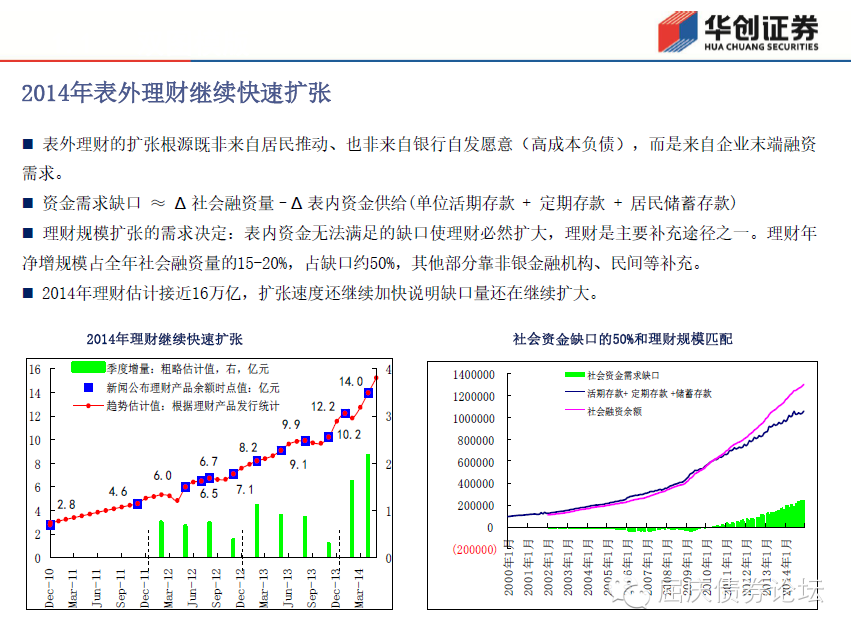 华创证券
HUA CHUANG SECURITIES
2014年表外理财继续快速扩张
■ 表外理财的扩张根源既非来自居民推动、也非来自银行自发愿意（高成本负债），而是来自企业末端融资
需求。
■ 资金需求缺口 ≈ Δ 社会融资量-Δ 表内资金供给(单位活期存款 + 定期存款 + 居民储蓄存款)
■ 理财规模扩张的需求决定: 表内资金无法满足的缺口使理财必然扩大，理财是主要补充途径之一。理财年
净增规模占全年社会融资量的15-20%，占缺口约50%，其他部分靠非银金融机构、民间等补充。
■ 2014年理财估计接近16万亿，扩张速度还继续加快说明缺口量还在继续扩大。
2014年理财继续快速扩张
季度增量: 粗略估计值，右，亿元
新闻公布理财产品余额时点值: 亿元
趋势估计值: 根据理财产品发行统计
16
14
12
10
8
6
4
2
0
4
3
2
1
0
2.8
4.6
6.0
6.7
6.5
7.1
8.2
9.9
9.1
12.2
10.2
14.0
Dec-10
Mar-11
Jun-11
Sep-11
Dec-11
Mar-12
Jun-12
Sep-12
Dec-12
Mar-13
Jun-13
Sep-13
Dec-13
Mar-14
社会资金缺口的50%和理财规模匹配
社会资金需求缺口
活期存款+ 定期存款 +储蓄存款
社会融资余额
1400000
1200000
1000000
800000
600000
400000
200000
0
(200000)
2000年1月
2001年1月
2002年1月
2003年1月
2004年1月
2005年1月
2006年1月
2007年1月
2008年1月
2009年1月
2010年1月
2011年1月
2012年1月
2013年1月
2014年1月
屈庆债券论坛